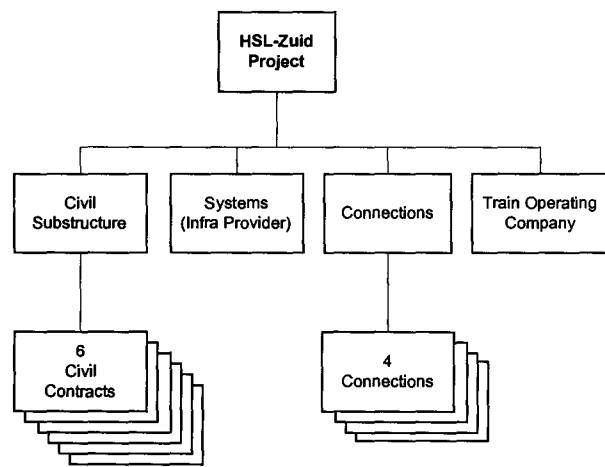 HSL-Zuid
Project
Civil
Substructure
Systems
(Infra Provider)
Connections
Train Operating
Company
6
Civil
Contracts
4
Connections